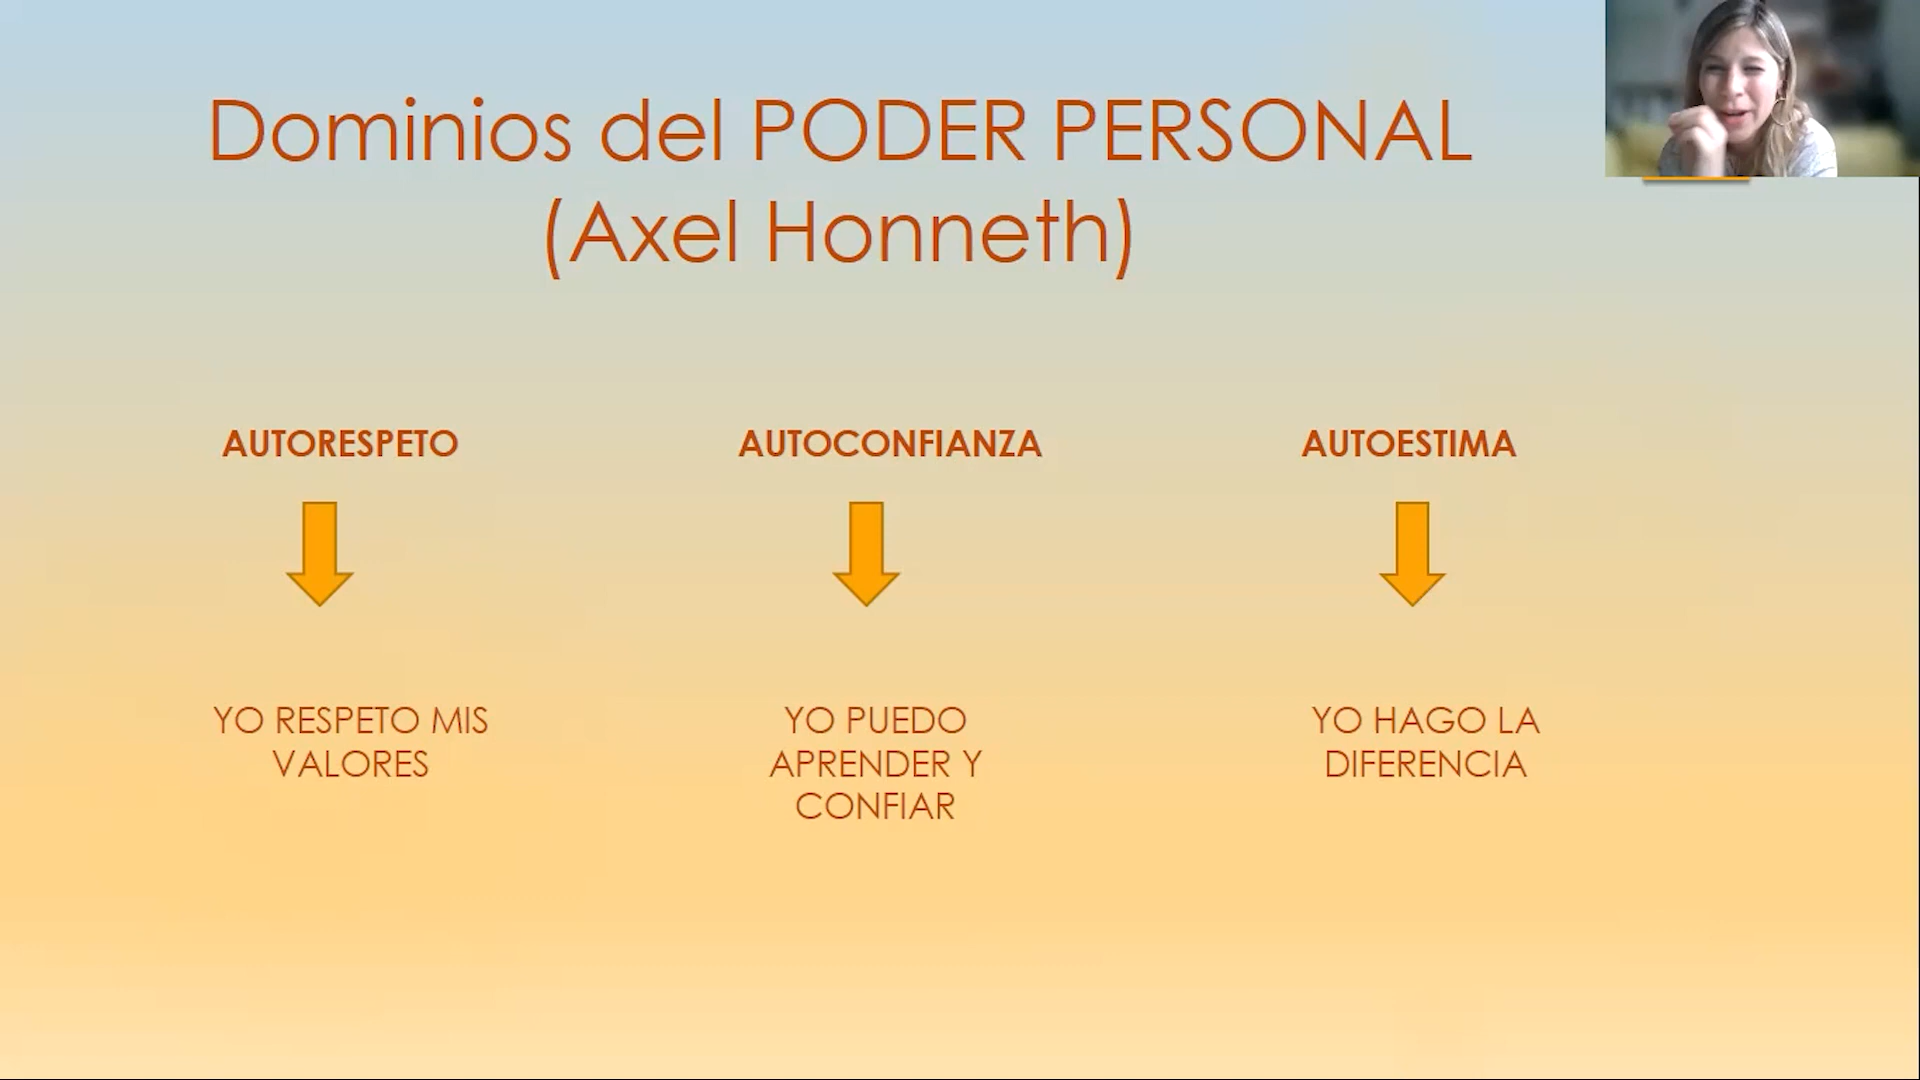 Dominios del PODER PERSONAL
(Axel Honneth)
AUTORESPETO
AUTOCONFIANZA
AUTOESTIMA
YO RESPETO MIS
VALORES
YO PUEDO
APRENDER Y
CONFIAR
YO HAGO LA
DIFERENCIA